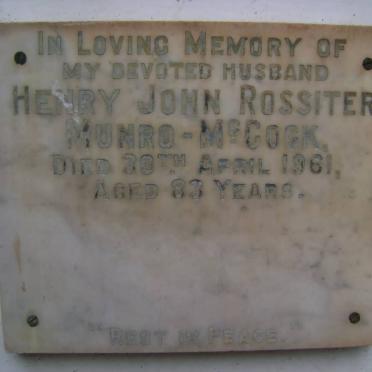 In Loving Memory of
my devoted husband
Henry John Rossiter
Munro-McCock.
Died 30th April 1961,
Aged 83 Years.
"Rest in Peace."